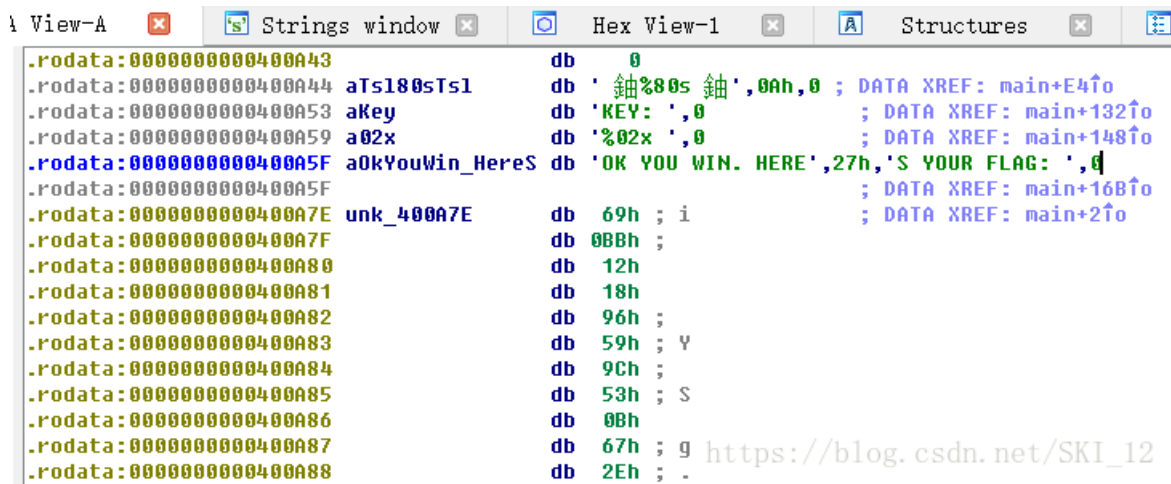 View-A Strings window Hex View-1 Structures
.rodata:0000000000400A43 db 0
.rodata:0000000000400A44 aTsl80sTsl db ' 鈾%80s 鈾',0Ah,0 ; DATA XREF: main+E4↑o
.rodata:0000000000400A53 aKey db 'KEY: ',0 ; DATA XREF: main+132↑o
.rodata:0000000000400A59 a02x db '%02x ',0 ; DATA XREF: main+148↑o
.rodata:0000000000400A5F aOkYouWin_HereS db 'OK YOU WIN. HERE',27h,'S YOUR FLAG: ',0
.rodata:0000000000400A5F ; DATA XREF: main+16B↑o
.rodata:0000000000400A7E unk_400A7E db 69h ; i ; DATA XREF: main+2↑o
.rodata:0000000000400A7F db 0BBh ;
.rodata:0000000000400A80 db 12h
.rodata:0000000000400A81 db 18h
.rodata:0000000000400A82 db 96h ;
.rodata:0000000000400A83 db 59h ; Y
.rodata:0000000000400A84 db 9Ch ;
.rodata:0000000000400A85 db 53h ; S
.rodata:0000000000400A86 db 0Bh
.rodata:0000000000400A87 db 67h ; g
https://blog.csdn.net/SKI_12
.rodata:0000000000400A88 db 2Eh ; .